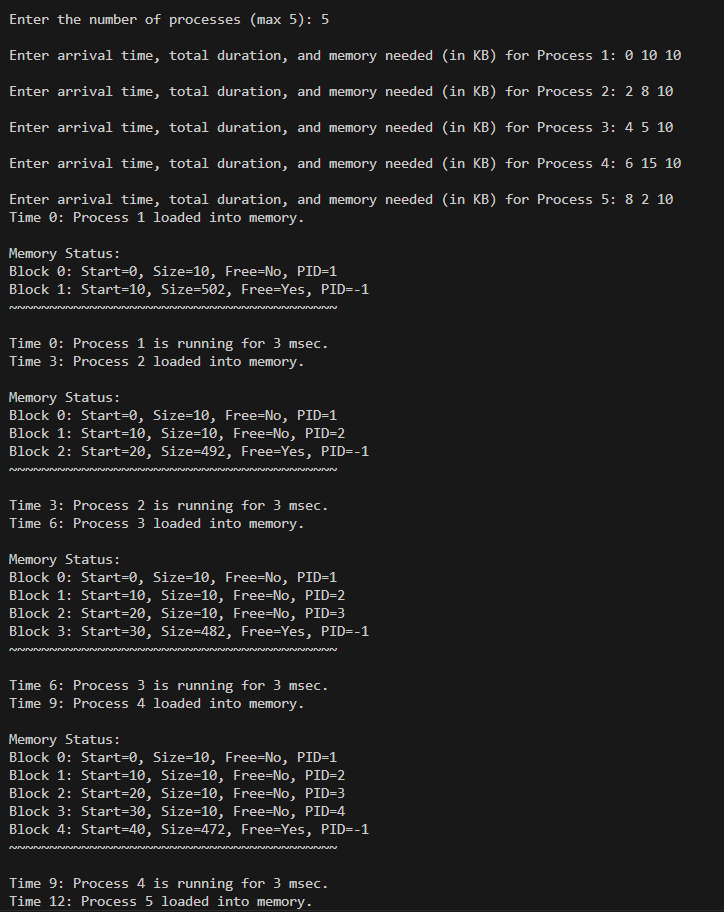 Enter the number of processes (max 5): 5
Enter arrival time, total duration, and memory needed (in KB) for Process 1: 0 10 10
Enter arrival time, total duration, and memory needed (in KB) for Process 2: 2 8 10
Enter arrival time, total duration, and memory needed (in KB) for Process 3: 4 5 10
Enter arrival time, total duration, and memory needed (in KB) for Process 4: 6 15 10
Enter arrival time, total duration, and memory needed (in KB) for Process 5: 8 2 10
Time 0: Process 1 loaded into memory.
Memory Status:
Block 0: Start=0, Size=10, Free=No, PID=1
Block 1: Start=10, Size=502, Free=Yes, PID=-1
~~~~~~~~~~~~~~~~~~~~~~~~~~~~~~~~~~~~~~~~~
Time 0: Process 1 is running for 3 msec.
Time 3: Process 2 loaded into memory.
Memory Status:
Block 0: Start=0, Size=10, Free=No, PID=1
Block 1: Start=10, Size=10, Free=No, PID=2
Block 2: Start=20, Size=492, Free=Yes, PID=-1
~~~~~~~~~~~~~~~~~~~~~~~~~~~~~~~~~~~~~~~~~
Time 3: Process 2 is running for 3 msec.
Time 6: Process 3 loaded into memory.
Memory Status:
Block 0: Start=0, Size=10, Free=No, PID=1
Block 1: Start=10, Size=10, Free=No, PID=2
Block 2: Start=20, Size=10, Free=No, PID=3
Block 3: Start=30, Size=482, Free=Yes, PID=-1
~~~~~~~~~~~~~~~~~~~~~~~~~~~~~~~~~~~~~~~~~
Time 6: Process 3 is running for 3 msec.
Time 9: Process 4 loaded into memory.
Memory Status:
Block 0: Start=0, Size=10, Free=No, PID=1
Block 1: Start=10, Size=10, Free=No, PID=2
Block 2: Start=20, Size=10, Free=No, PID=3
Block 3: Start=30, Size=10, Free=No, PID=4
Block 4: Start=40, Size=472, Free=Yes, PID=-1
~~~~~~~~~~~~~~~~~~~~~~~~~~~~~~~~~~~~~~~~~
Time 9: Process 4 is running for 3 msec.
Time 12: Process 5 loaded into memory.